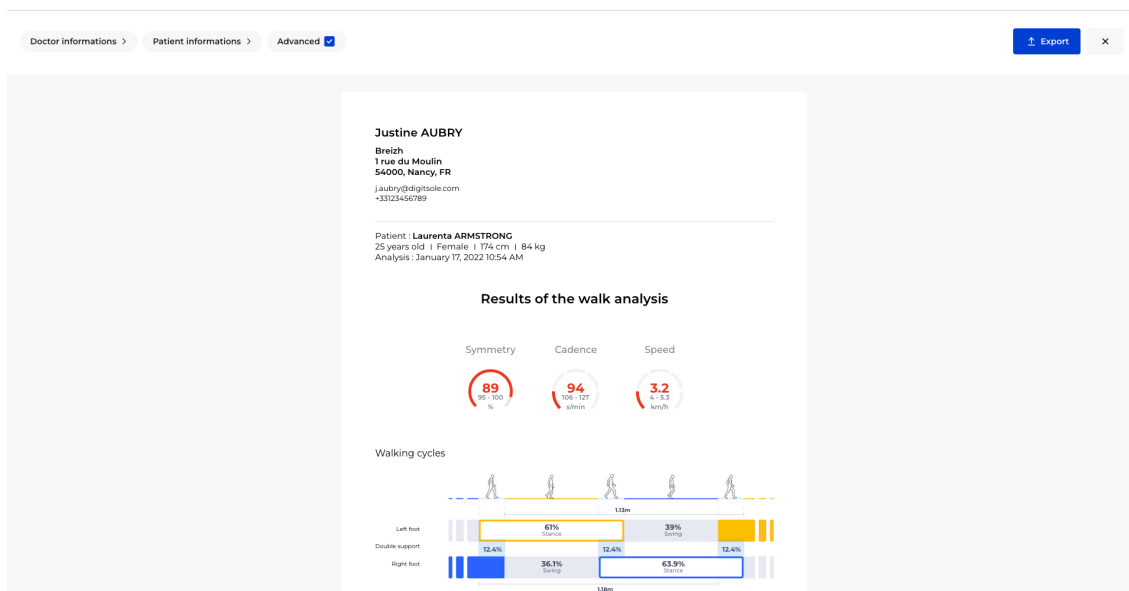 Doctor informations >
Patient informations >
Advanced
Export
×
Justine AUBRY
Breizh
1 rue du Moulin
54000, Nancy, FR
j.aubry@digitsole.com
+33123456789
Patient : Laurenta ARMSTRONG
25 years old | Female | 174 cm | 84 kg
Analysis : January 17, 2022 10:54 AM
Results of the walk analysis
Symmetry Cadence Speed
89 94 3.2
95 - 100 106 - 127 4 - 5.3
% s/min km/h
Walking cycles
1.13m
Left foot 61% 39%
Stance Swing
Double support 12.4% 12.4% 12.4%
Right foot 36.1% 63.9%
Swing Stance
1.18m